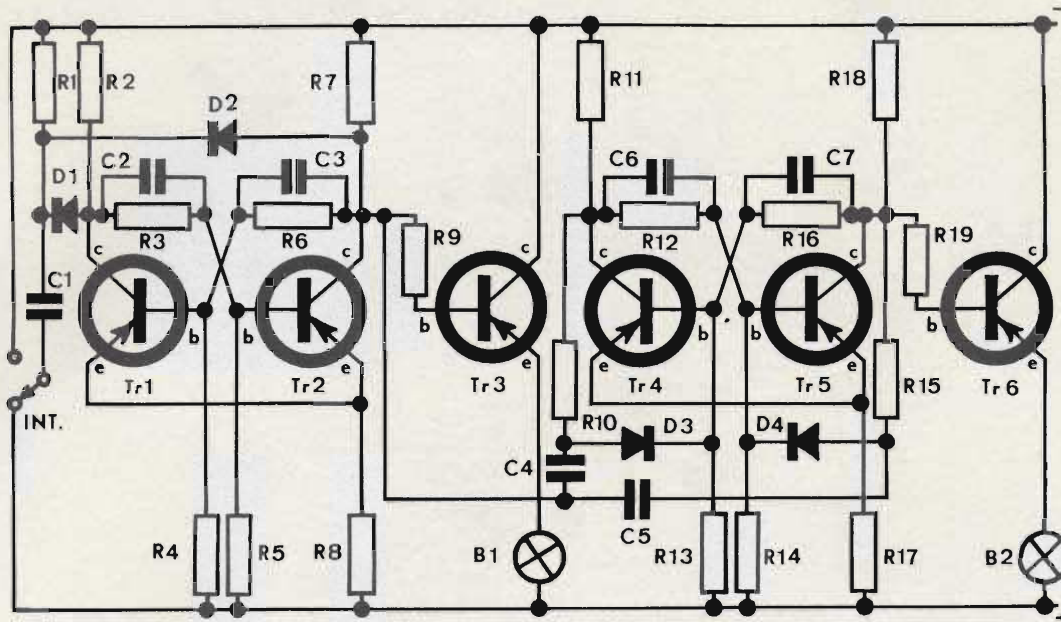 R1
R2
R7
R11
R18
D2
C2
C3
C6
C7
D1
R3
R6
R9
R12
R16
R19
C1
c
c
c
c
c
c
b
b
b
b
b
b
e
e
e
e
e
e
Tr1
Tr2
Tr3
Tr4
Tr5
Tr6
INT.
R10
D3
D4
R15
C4
C5
R4
R5
R8
B1
R13
R14
R17
B2